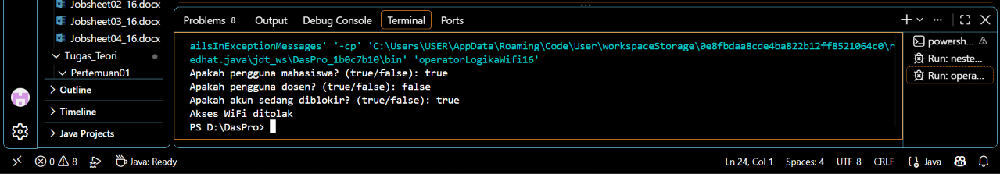 Jobsheet02_16.docx
Jobsheet03_16.docx
Jobsheet04_16.docx
Tugas_Teori
Pertemuan01
Outline
Timeline
Java Projects
Problems 8 Output Debug Console Terminal Ports
ailsInExceptionMessages' '-cp' 'C:\Users\USER\AppData\Roaming\Code\User\workspaceStorage\0e8fbdaa8cde4ba822b12ff8521064c0\r
edhat.java\jdt_ws\DasPro_1b0c7b10\bin' 'operatorLogikaWifi16'
Apakah pengguna mahasiswa? (true/false): true
Apakah pengguna dosen? (true/false): false
Apakah akun sedang diblokir? (true/false): true
Akses WiFi ditolak
PS D:\DasPro>
powersh...
Run: neste...
Run: opera...
0 8 Java: Ready Ln 24, Col 1 Spaces: 4 UTF-8 CRLF Java